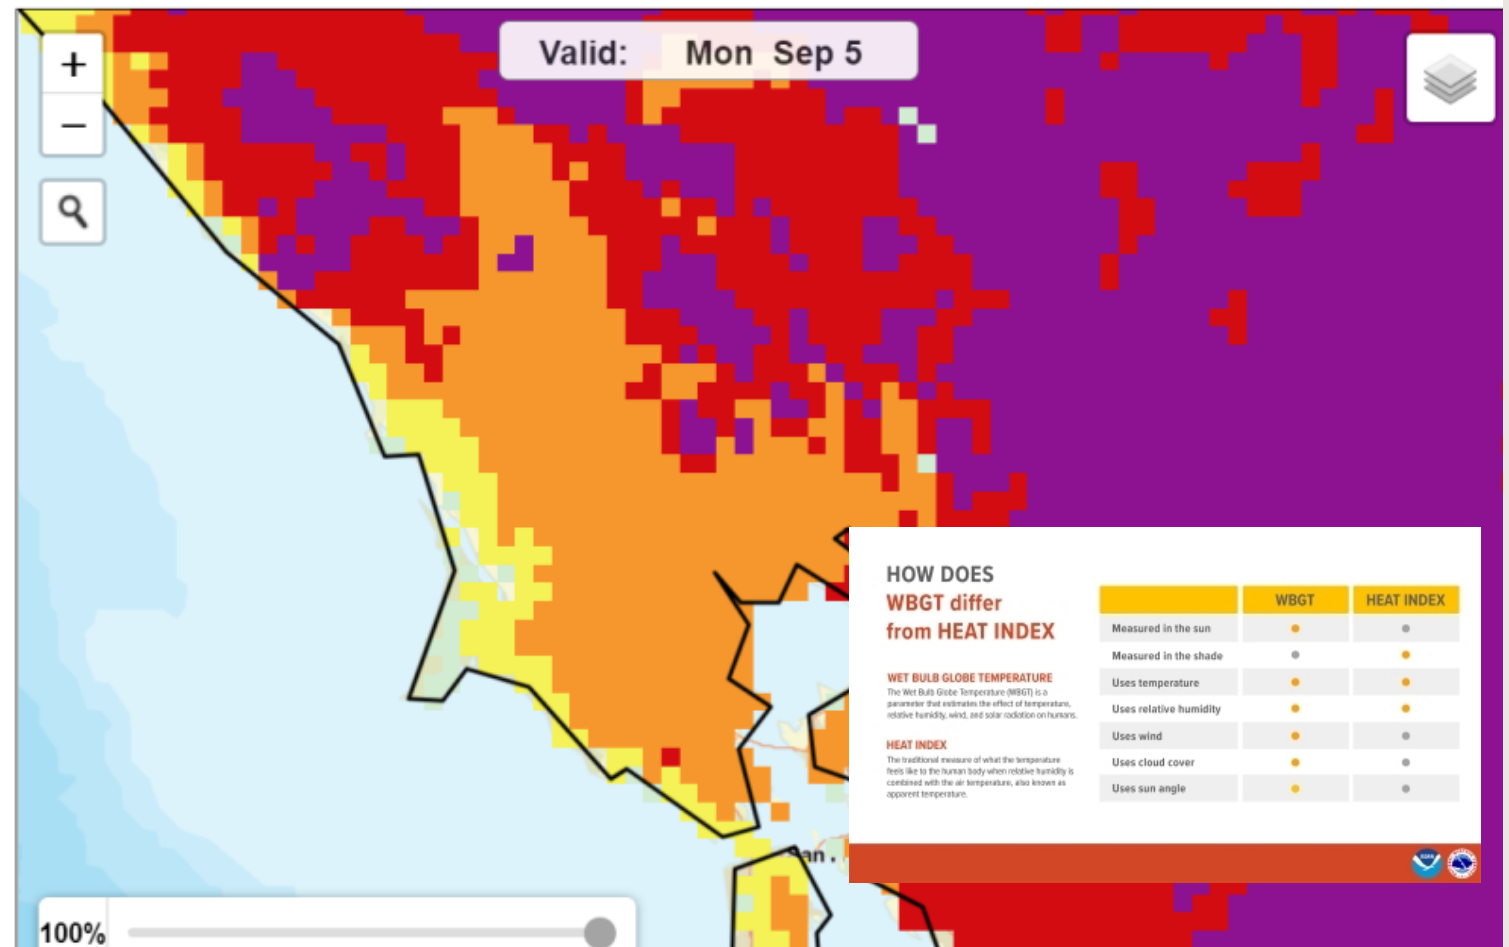 +
Valid: Mon Sep 5
−
HOW DOES
WBGT differ
from HEAT INDEX
WET BULB GLOBE TEMPERATURE
The Wet Bulb Globe Temperature (WBGT) is a
parameter that estimates the effect of temperature,
relative humidity, wind, and solar radiation on humans.
HEAT INDEX
The traditional measure of what the temperature
feels like to the human body when relative humidity is
combined with the air temperature, also known as
apparent temperature.
WBGT HEAT INDEX
Measured in the sun
Measured in the shade
Uses temperature
Uses relative humidity
Uses wind
Uses cloud cover
Uses sun angle
100%